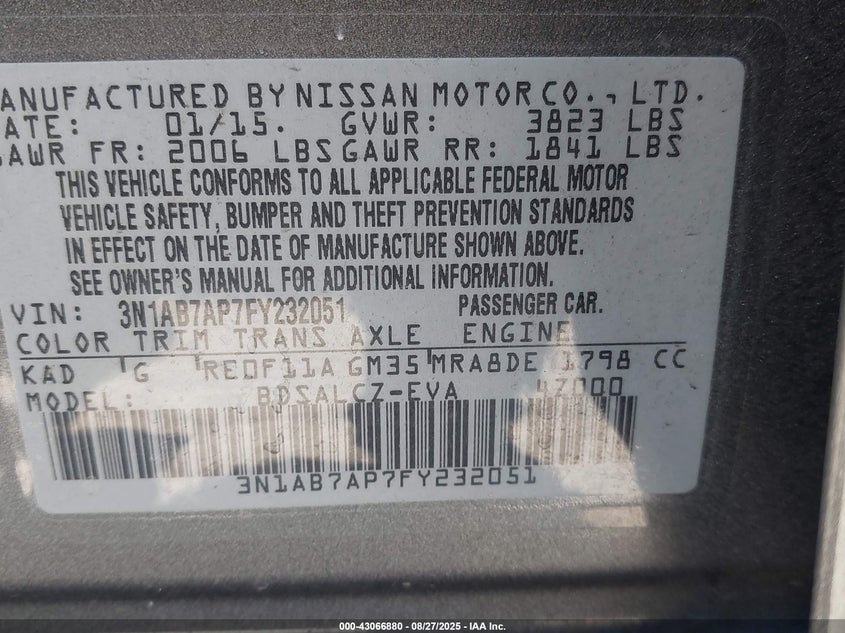 ANUFACTURED BY NISSAN MOTOR CO., LTD.
ATE: 01/15. GVWR: 3823 LBS
GAWR FR: 2006 LBS GAWR RR: 1841 LBS
THIS VEHICLE CONFORMS TO ALL APPLICABLE FEDERAL MOTOR
VEHICLE SAFETY, BUMPER AND THEFT PREVENTION STANDARDS
IN EFFECT ON THE DATE OF MANUFACTURE SHOWN ABOVE.
SEE OWNER'S MANUAL FOR ADDITIONAL INFORMATION.
VIN: 3N1AB7AP7FY232051 PASSENGER CAR.
COLOR TRIM TRANS AXLE ENGINE
KAD G RE0F11A GM35 MRA8DE 1798 CC
MODEL: BDSALCZ-EVA 4Z000
3N1AB7AP7FY232051
000-43066880 - 08/27/2025 - IAA Inc.